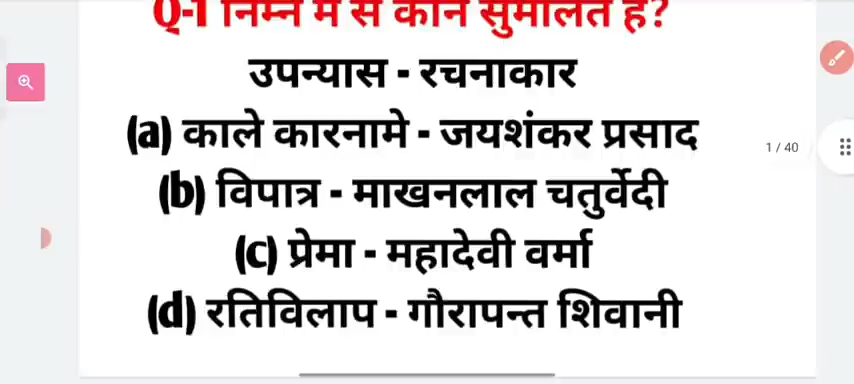 Q-1 निम्न में से कौन सुमेलित है?
उपन्यास - रचनाकार
(a) काले कारनामे - जयशंकर प्रसाद
1 / 40
(b) विपात्र - माखनलाल चतुर्वेदी
(c) प्रेमा - महादेवी वर्मा
(d) रतिविलाप - गौरापन्त शिवानी